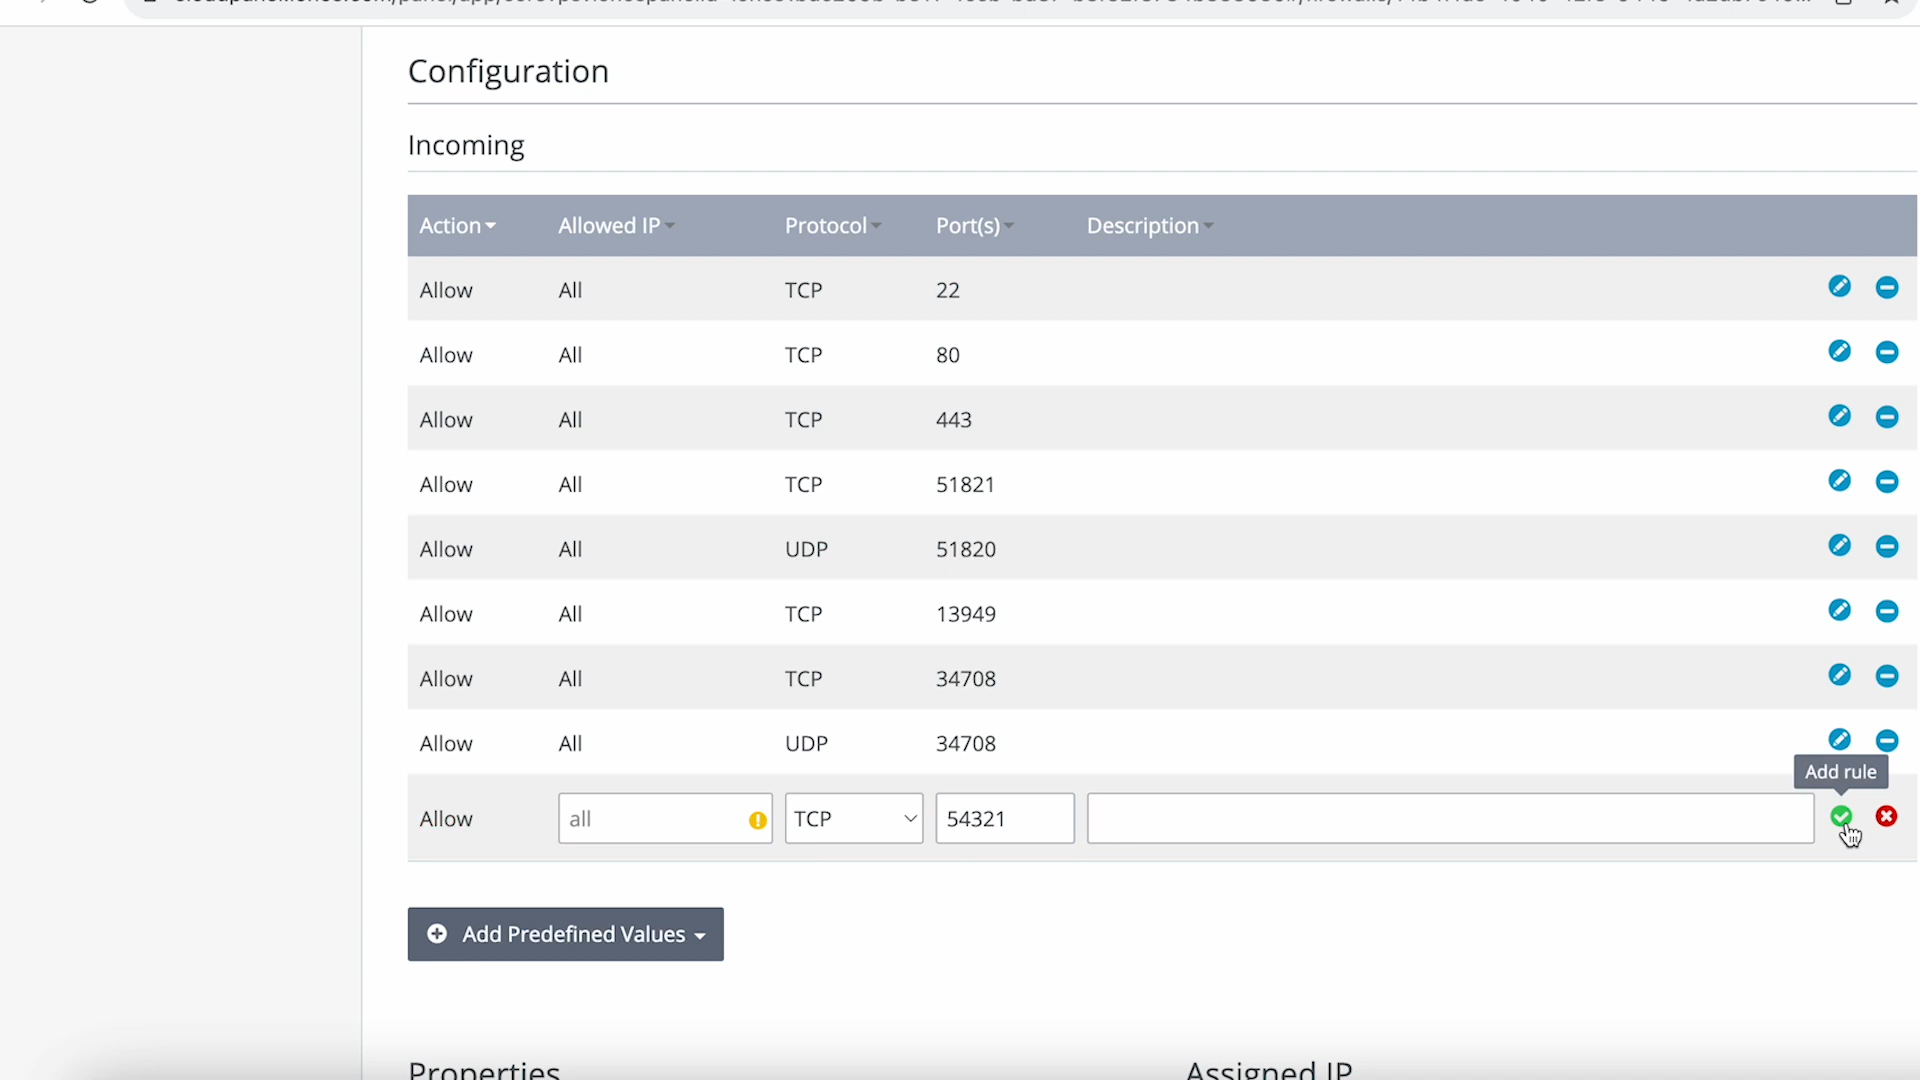 Configuration
Incoming
Action Allowed IP Protocol Port(s) Description
Allow All TCP 22
Allow All TCP 80
Allow All TCP 443
Allow All TCP 51821
Allow All UDP 51820
Allow All TCP 13949
Allow All TCP 34708
Allow All UDP 34708
Add rule
Allow all TCP 54321
Add Predefined Values
Properties Assigned IP